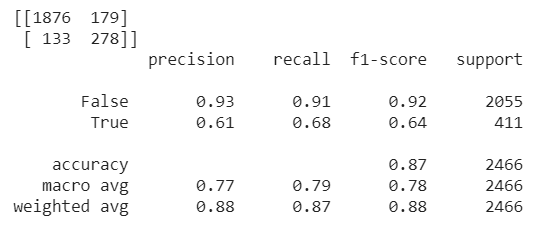 [[1876 179]
[ 133 278]]
precision recall f1-score support
False 0.93 0.91 0.92 2055
True 0.61 0.68 0.64 411
accuracy 0.87 2466
macro avg 0.77 0.79 0.78 2466
weighted avg 0.88 0.87 0.88 2466